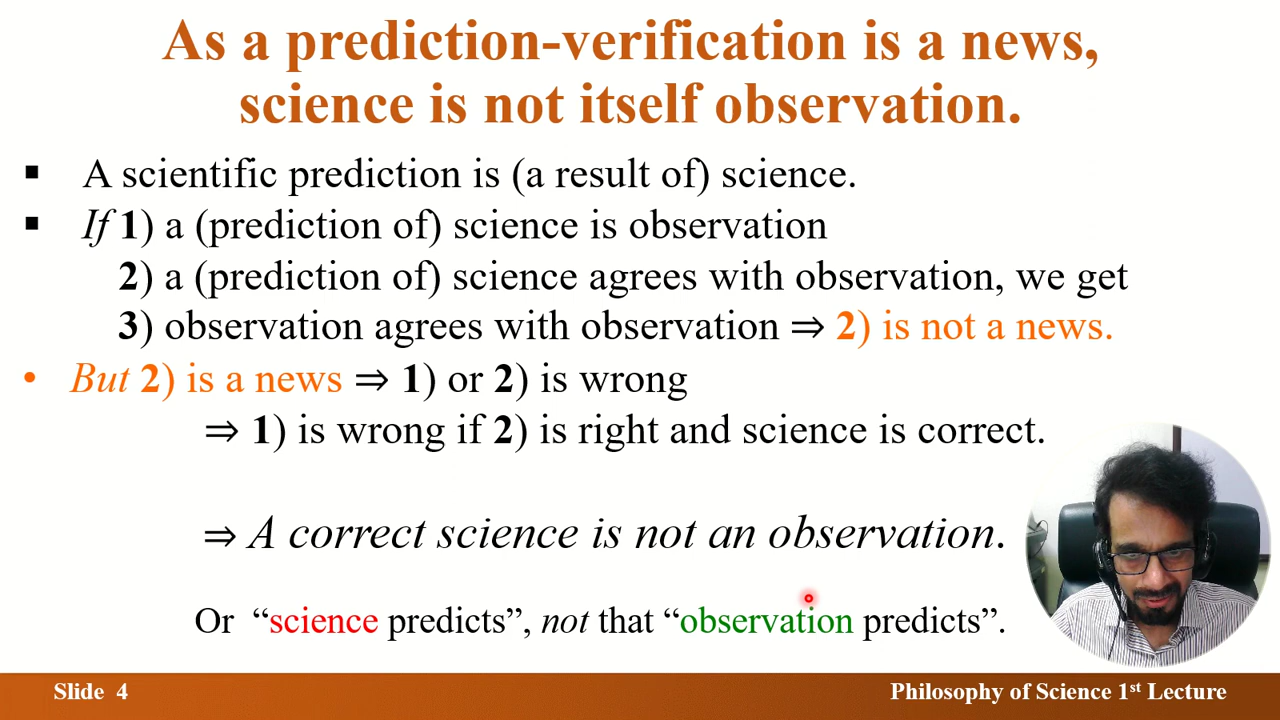 As a prediction-verification is a news,
science is not itself observation.
▪ A scientific prediction is (a result of) science.
▪ If 1) a (prediction of) science is observation
2) a (prediction of) science agrees with observation, we get
3) observation agrees with observation ⇒ 2) is not a news.
• But 2) is a news ⇒ 1) or 2) is wrong
⇒ 1) is wrong if 2) is right and science is correct.
⇒ A correct science is not an observation.
Or “science predicts”, not that “observation predicts”.
Slide 4
Philosophy of Science 1st Lecture